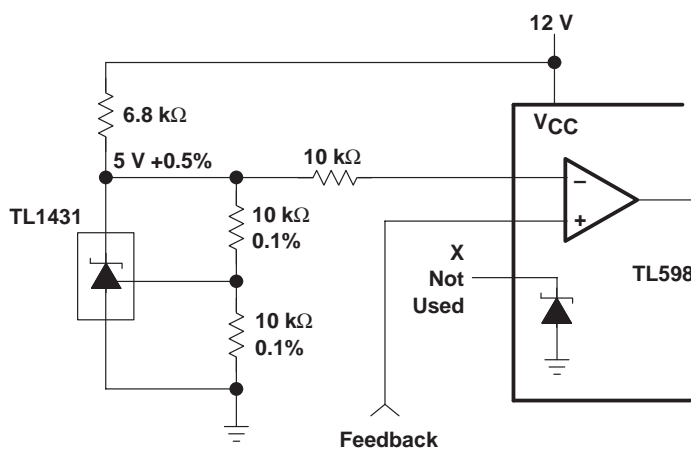 12 V
6.8 kΩ
VCC
5 V +0.5%
10 kΩ
TL1431
10 kΩ
0.1%
–
+
X
Not
Used
TL598
10 kΩ
0.1%
Feedback